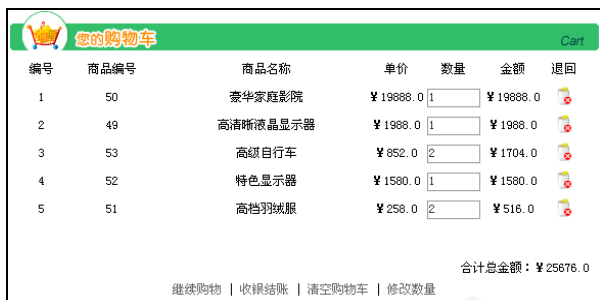 您的购物车 Cart
编号 商品编号 商品名称 单价 数量 金额 退回
1 50 豪华家庭影院 ¥19888.0 1 ¥19888.0
2 49 高清晰液晶显示器 ¥1988.0 1 ¥1988.0
3 53 高级自行车 ¥852.0 2 ¥1704.0
4 52 特色显示器 ¥1580.0 1 ¥1580.0
5 51 高档羽绒服 ¥258.0 2 ¥516.0
合计总金额：¥25676.0
继续购物 | 收银结账 | 清空购物车 | 修改数量